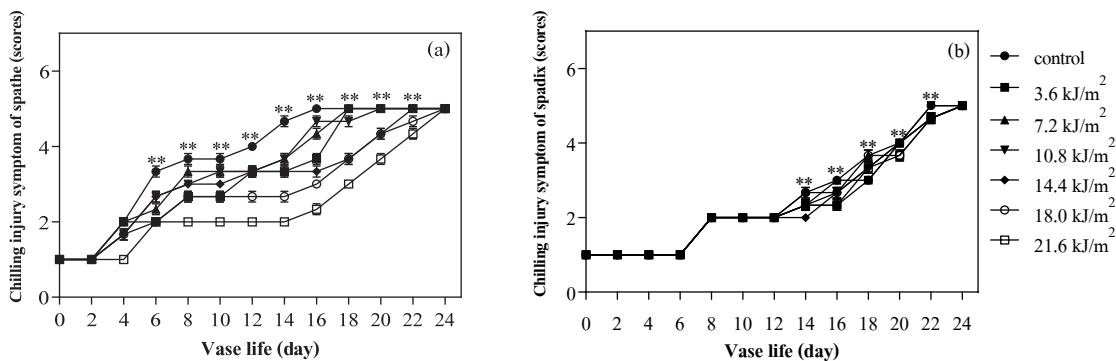 (a)
Chilling injury symptom of spathe (scores)
6
4
2
0
** ** ** ** ** ** ** ** **
0 2 4 6 8 10 12 14 16 18 20 22 24
Vase life (day)
(b)
Chilling injury symptom of spadix (scores)
6
4
2
0
** ** ** ** **
0 2 4 6 8 10 12 14 16 18 20 22 24
Vase life (day)
control
3.6 kJ/m²
7.2 kJ/m²
10.8 kJ/m²
14.4 kJ/m²
18.0 kJ/m²
21.6 kJ/m²